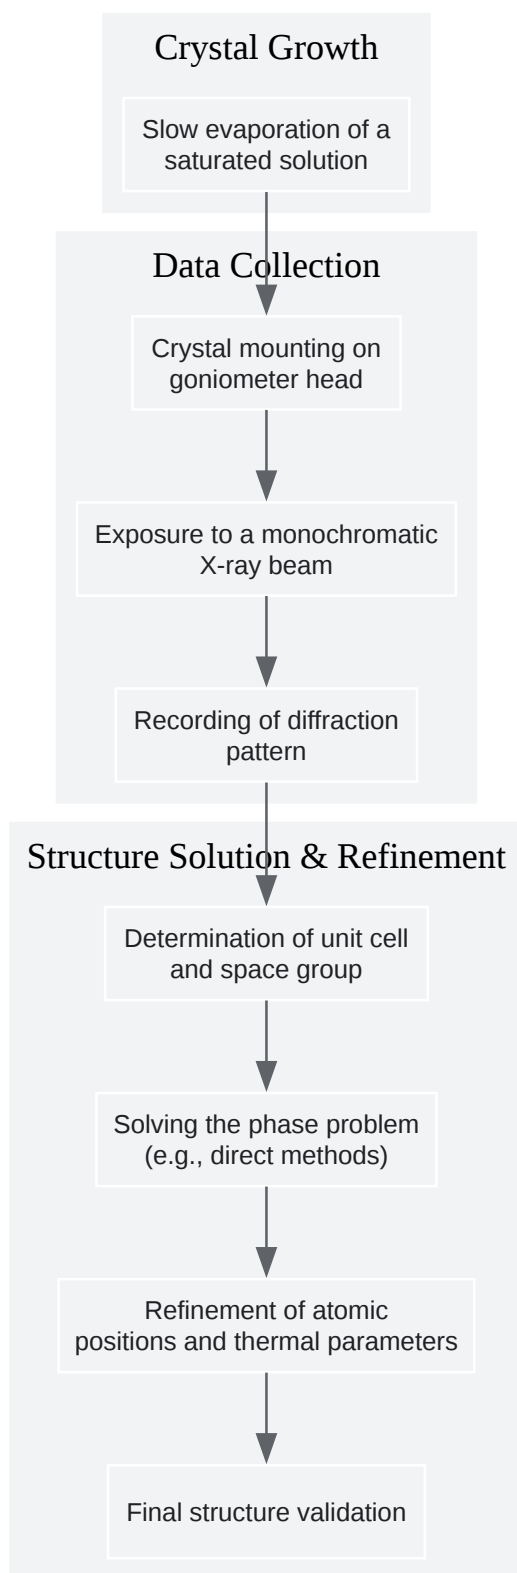 Crystal Growth
Slow evaporation of a
saturated solution
Data Collection
Crystal mounting on
goniometer head
Exposure to a monochromatic
X-ray beam
Recording of diffraction
pattern
Structure Solution & Refinement
Determination of unit cell
and space group
Solving the phase problem
(e.g., direct methods)
Refinement of atomic
positions and thermal parameters
Final structure validation